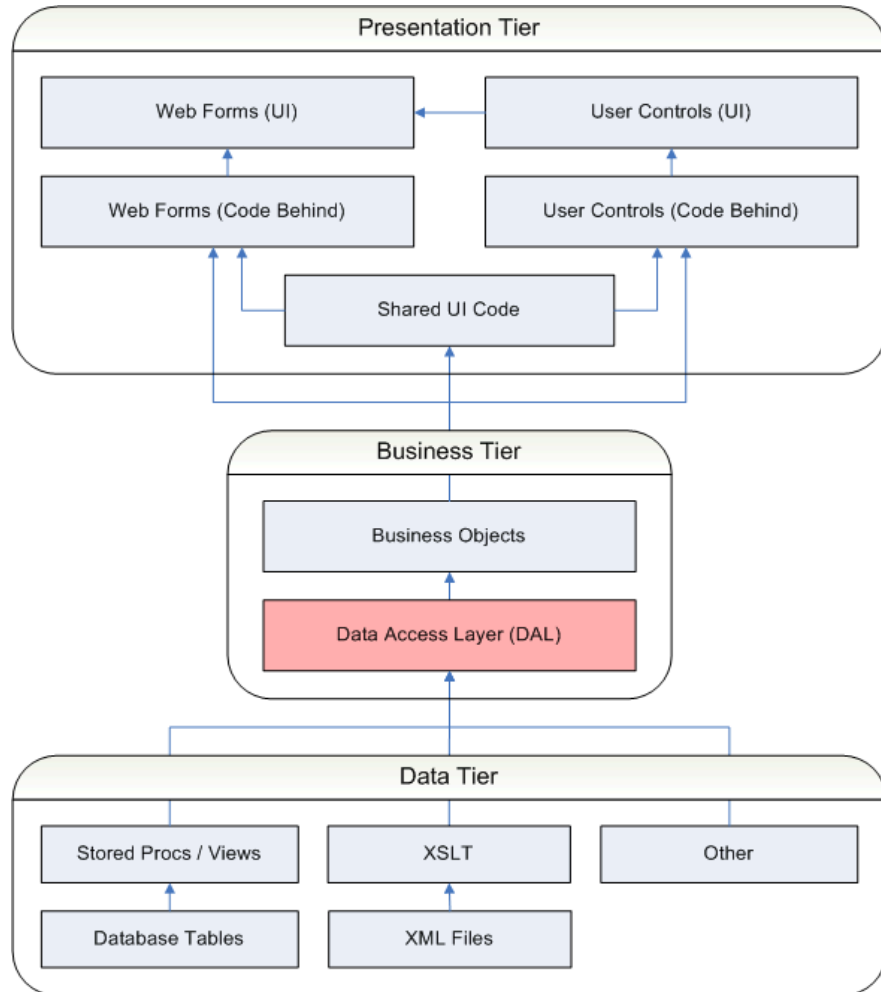 Presentation Tier
Web Forms (UI)
User Controls (UI)
Web Forms (Code Behind)
User Controls (Code Behind)
Shared UI Code
Business Tier
Business Objects
Data Access Layer (DAL)
Data Tier
Stored Procs / Views
XSLT
Other
Database Tables
XML Files